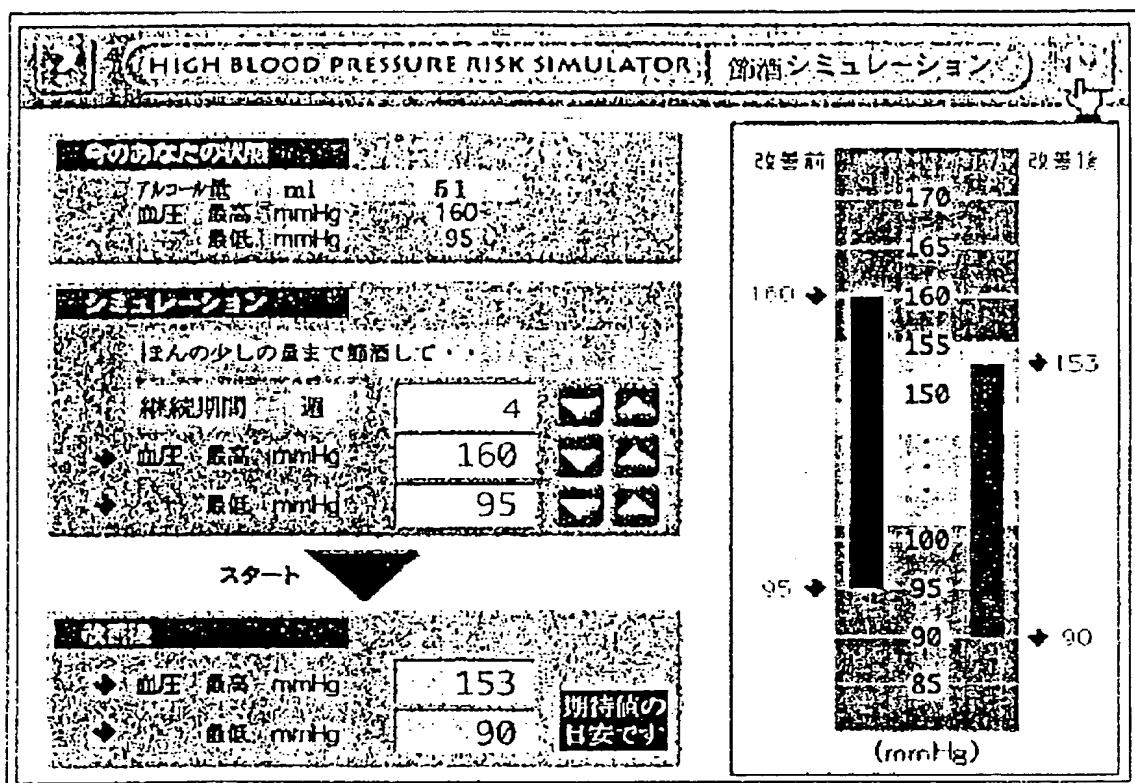 HIGH BLOOD PRESSURE RISK SIMULATOR 節酒シミュレーション
今のあなたの状態
アルコール量 ml 51
血圧 最高 mmHg 160
最低 mmHg 95
シミュレーション
ほんの少しの量まで節酒して・・
継続期間 週 4
血圧 最高 mmHg 160
最低 mmHg 95
スタート
改善後
血圧 最高 mmHg 153
最低 mmHg 90
期待値の
目安です
改善前 改善後
170
165
160 160
155
153
150
100
95 95
90 90
85
(mmHg)